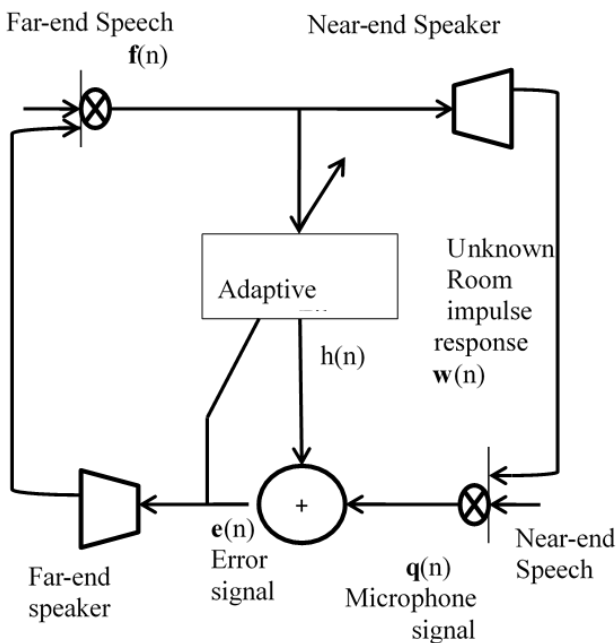 Far-end Speech
f(n)
Near-end Speaker
Adaptive
h(n)
Unknown
Room
impulse
response
w(n)
+
e(n)
Error
signal
Far-end
speaker
q(n)
Microphone
signal
Near-end
Speech